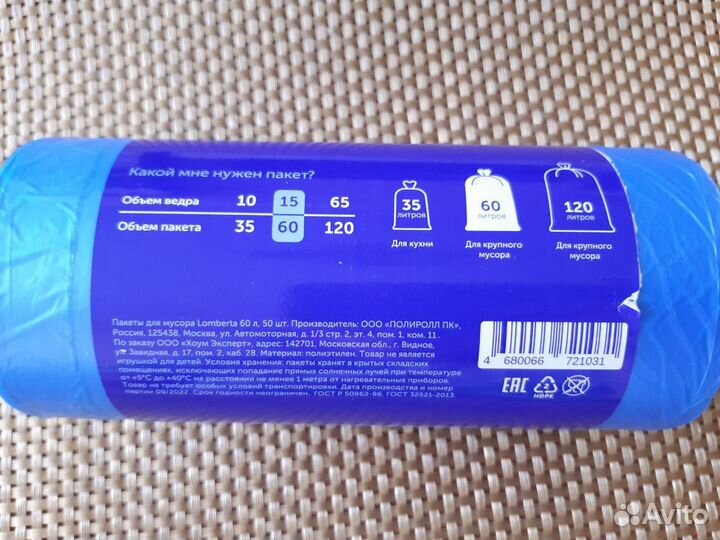 Какой мне нужен пакет?
Объем ведра 10 15 65
Объем пакета 35 60 120
35 литров
Для кухни
60 литров
Для крупного мусора
120 литров
Для крупного мусора
Пакеты для мусора Lomberta 60 л, 50 шт. Производитель: ООО «ПОЛИРОЛЛ ПК»,
Россия, 125438, Москва, ул. Автомоторная, д. 1/3 стр. 2, эт. 4, пом. 1, ком. 11 .
По заказу ООО «Хоум Эксперт», адрес: 142701, Московская обл., г. Видное,
ул Завидная, д. 17, пом. 2, каб. 28. Материал: полиэтилен. Товар не является
игрушкой для детей. Условия хранения: пакеты хранят в крытых складских
помещениях, исключающих попадание прямых солнечных лучей при температуре
от +5°С до +40°С на расстоянии не менее 1 метра от нагревательных приборов.
Товар не требует особых условий транспортировки. Дата производства и номер
партии 09/2022. Срок годности неограничен. ГОСТ Р 50962-96, ГОСТ 32521-2013.
4 680066 721031
ЕАС
2
HDPE
Avito